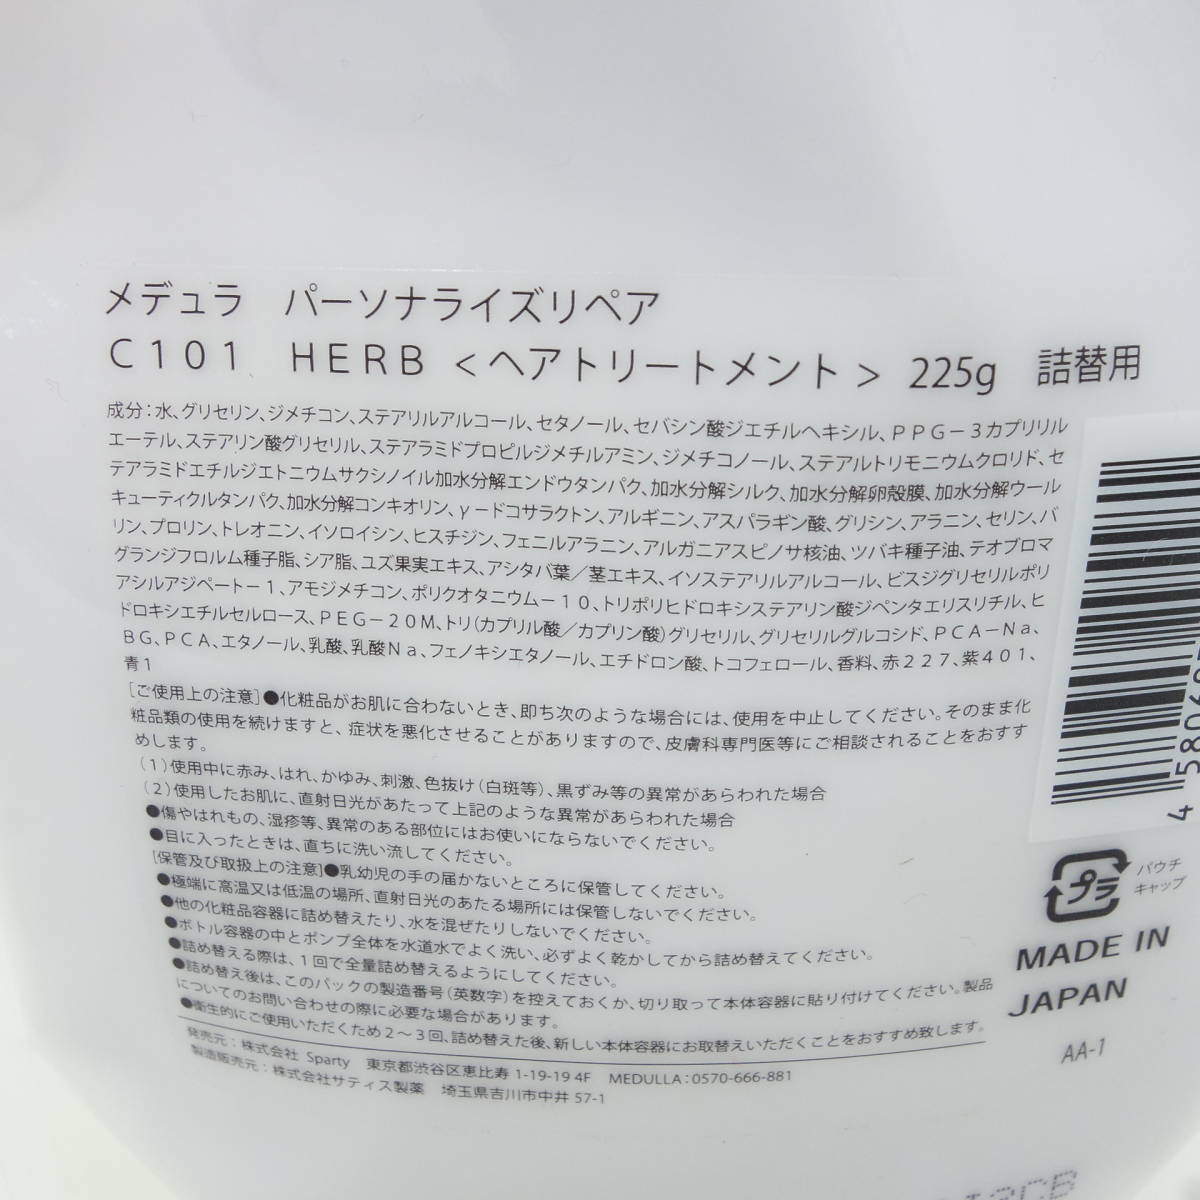 メデュラ　パーソナライズリペア
C101　HERB＜ヘアトリートメント＞ 225g　詰替用
成分：水、グリセリン、ジメチコン、ステアリルアルコール、セタノール、セバシン酸ジエチルヘキシル、PPG－3カプリリル
エーテル、ステアリン酸グリセリル、ステアラミドプロピルジメチルアミン、ジメチコノール、ステアルトリモニウムクロリド、セ
テアラミドエチルジエトニウムサクシノイル加水分解エンドウタンパク、加水分解シルク、加水分解卵殻膜、加水分解ウール
キューティクルタンパク、加水分解コンキオリン、γ－ドコサラクトン、アルギニン、アスパラギン酸、グリシン、アラニン、セリン、バ
リン、プロリン、トレオニン、イソロイシン、ヒスチジン、フェニルアラニン、アルガニアスピノサ核油、ツバキ種子油、テオブロマ
グランジフロルム種子脂、シア脂、ユズ果実エキス、アシタバ葉／茎エキス、イソステアリルアルコール、ビスジグリセリルポリ
アシルアジペート－1、アモジメチコン、ポリクオタニウム－10、トリポリヒドロキシステアリン酸ジペンタエリスリチル、ヒ
ドロキシエチルセルロース、PEG－20M、トリ（カプリル酸／カプリン酸）グリセリル、グリセリルグルコシド、PCA－Na、
BG、PCA、エタノール、乳酸、乳酸Na、フェノキシエタノール、エチドロン酸、トコフェロール、香料、赤227、紫401、
青1
［ご使用上の注意］●化粧品がお肌に合わないとき、即ち次のような場合には、使用を中止してください。そのまま化
粧品類の使用を続けますと、症状を悪化させることがありますので、皮膚科専門医等にご相談されることをおすす
めします。
（1）使用中に赤み、はれ、かゆみ、刺激、色抜け（白斑等）、黒ずみ等の異常があらわれた場合
（2）使用したお肌に、直射日光があたって上記のような異常があらわれた場合
●傷やはれもの、湿疹等、異常のある部位にはお使いにならないでください。
●目に入ったときは、直ちに洗い流してください。
［保管及び取扱上の注意］●乳幼児の手の届かないところに保管してください。
●極端に高温又は低温の場所、直射日光のあたる場所には保管しないでください。
●他の化粧品容器に詰め替えたり、水を混ぜたりしないでください。
●ボトル容器の中とポンプ全体を水道水でよく洗い、必ずよく乾かしてから詰め替えてください。
●詰め替える際は、1回で全量詰め替えるようにしてください。
●詰め替え後は、このパックの製造番号（英数字）を控えておくか、切り取って本体容器に貼り付けてください。製品
についてのお問い合わせの際に必要な場合があります。
●衛生的にご使用いただくため2～3回、詰め替えた後、新しい本体容器にお取替えいただくことをおすすめ致します。
発売元：株式会社 Sparty　東京都渋谷区恵比寿 1-19-19 4F　MEDULLA：0570-666-881
製造販売元：株式会社サティス製薬　埼玉県吉川市中井 57-1
プラ
パウチ
キャップ
MADE IN
JAPAN
AA-1